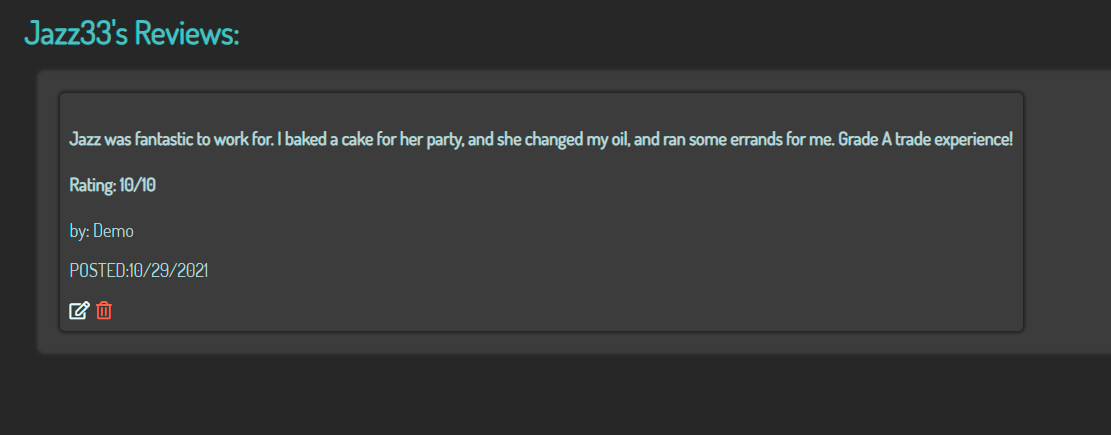 Jazz33's Reviews:
Jazz was fantastic to work for. I baked a cake for her party, and she changed my oil, and ran some errands for me. Grade A trade experience!
Rating: 10/10
by: Demo
POSTED:10/29/2021